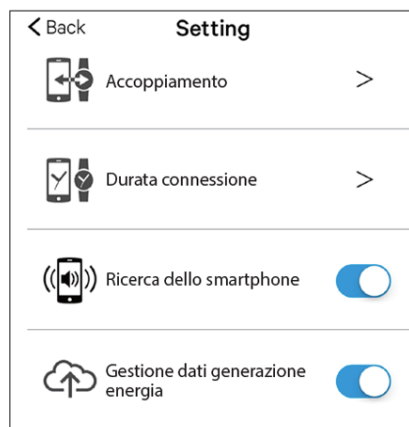 Back
Setting
Accoppiamento
Durata connessione
Ricerca dello smartphone
Gestione dati generazione
energia